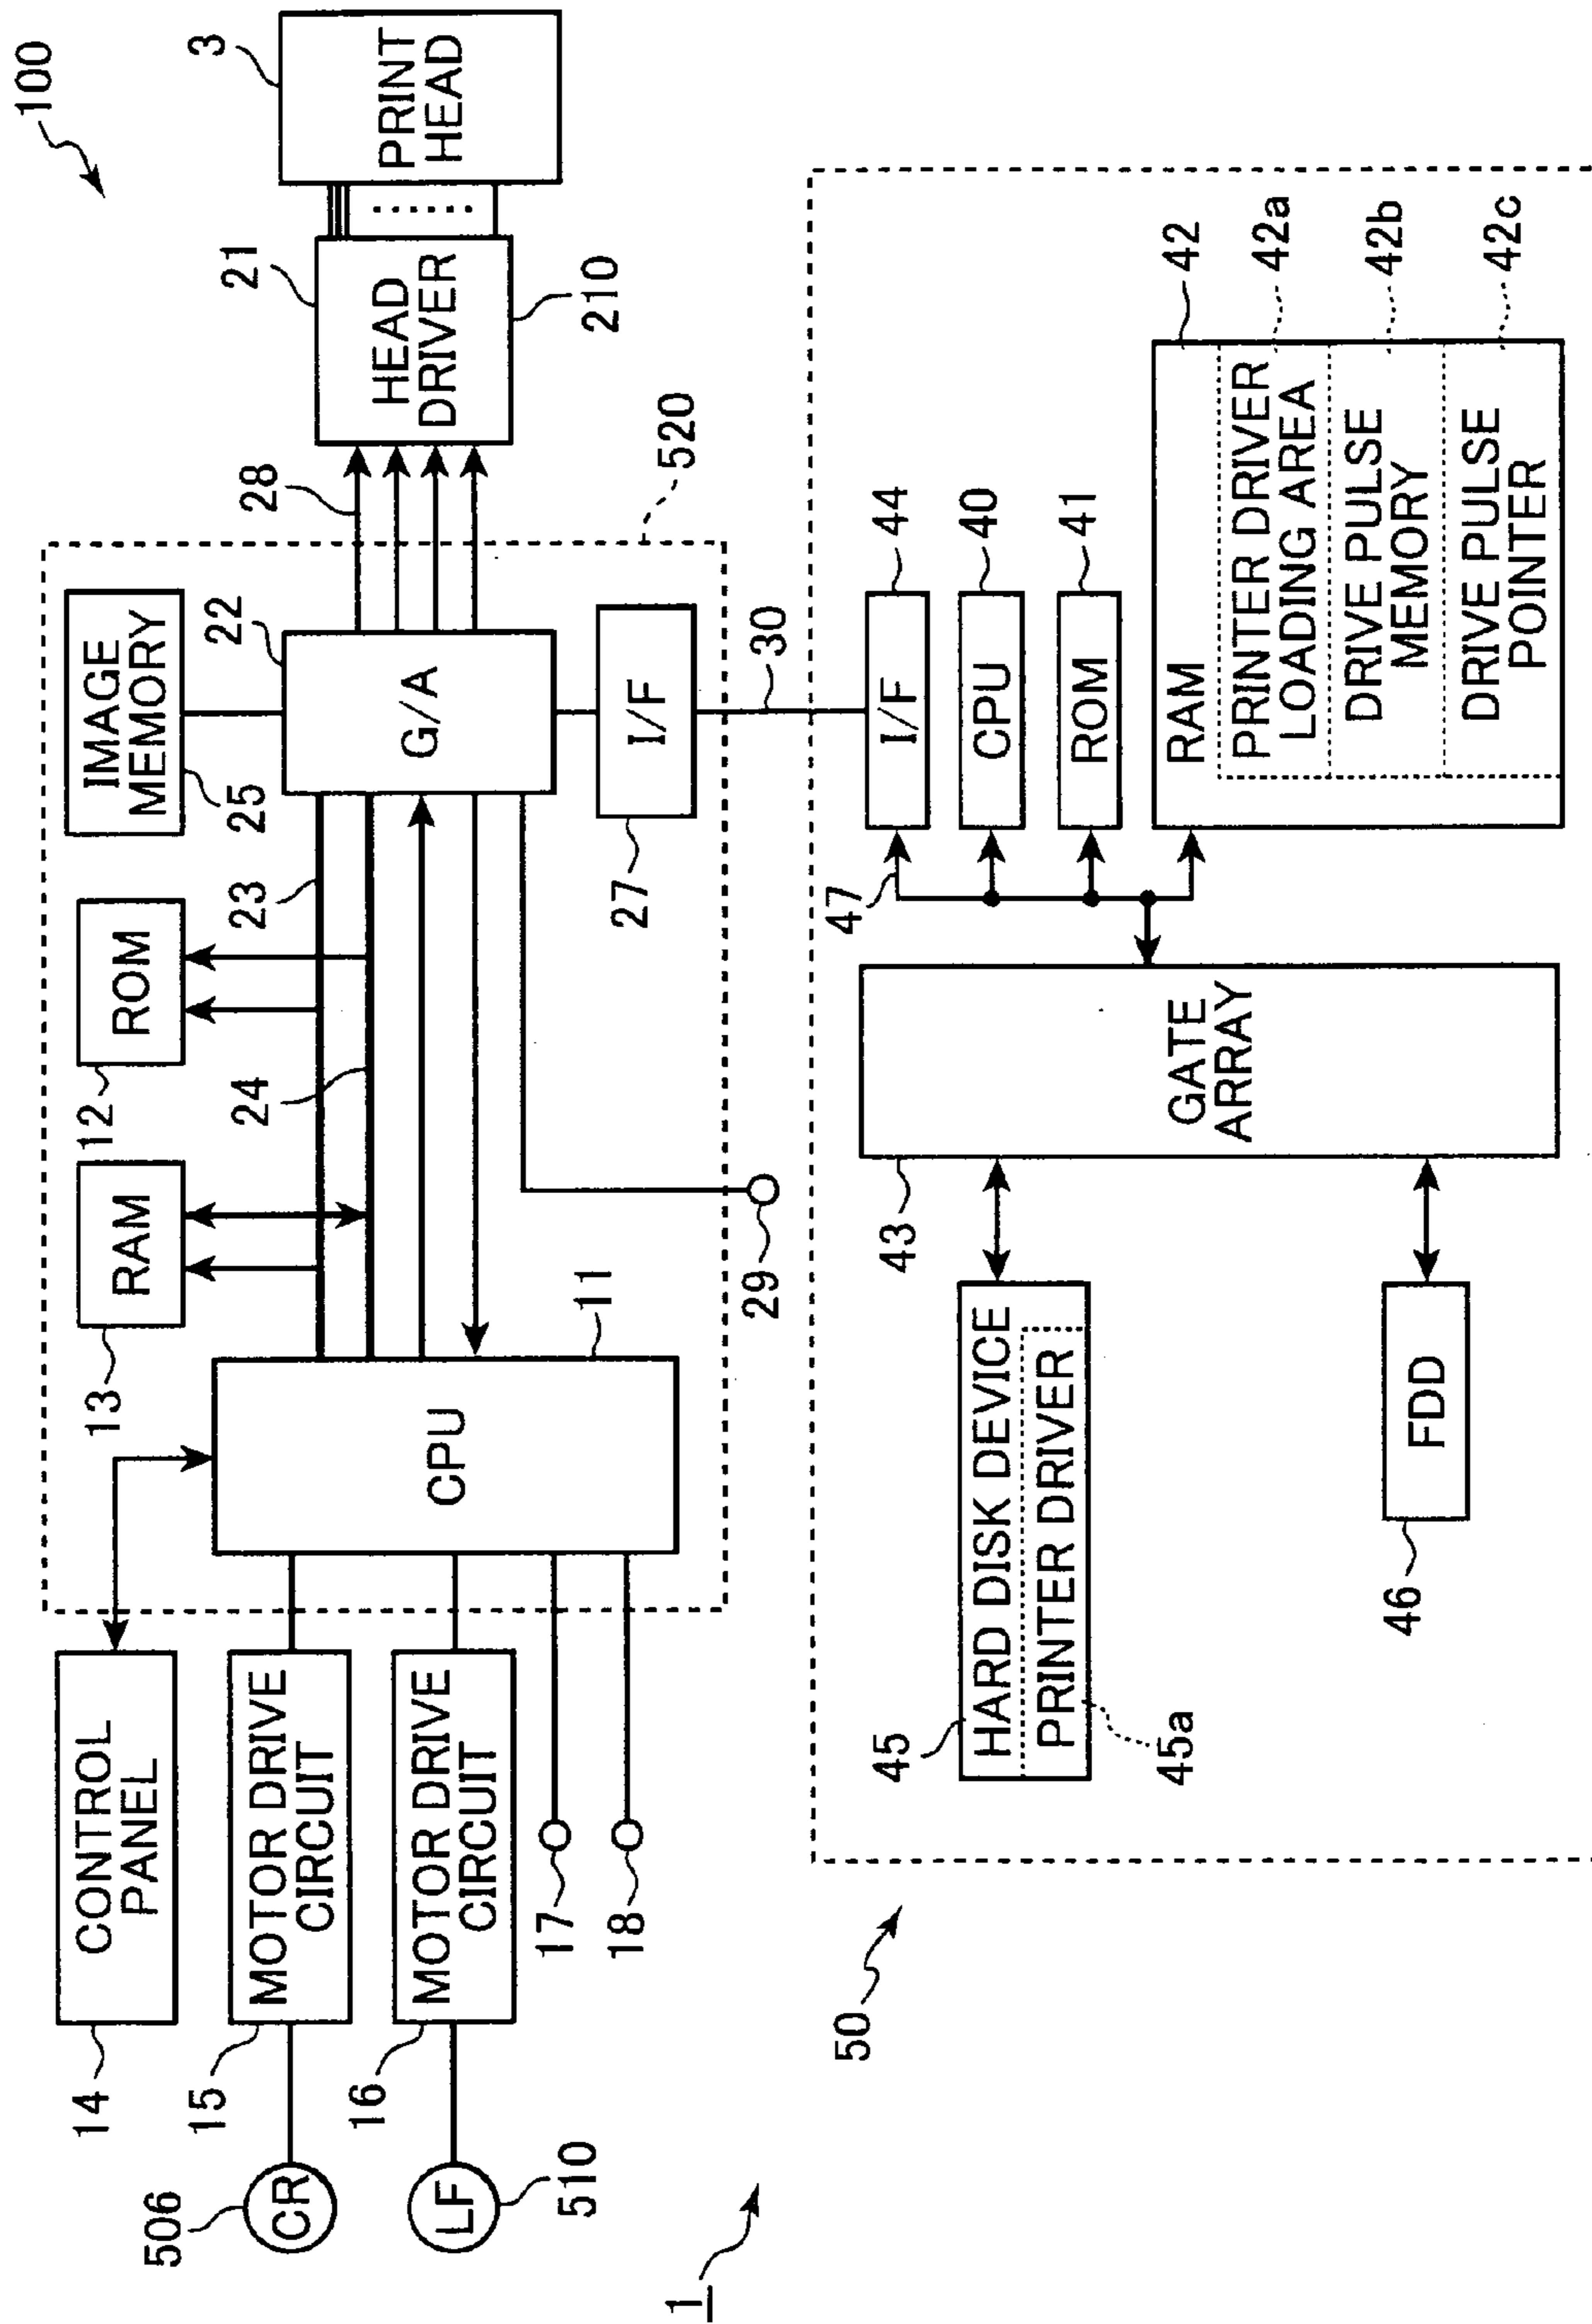 100
3
PRINT
HEAD
21
HEAD
DRIVER
210
28
520
IMAGE
MEMORY
25
22
G/A
I/F
27
30
23
ROM
12
24
RAM
13
29
11
CPU
CONTROL
PANEL
14
MOTOR DRIVE
CIRCUIT
15
CR
506
MOTOR DRIVE
CIRCUIT
16
LF
510
17
18
1
50
44
I/F
40
CPU
41
ROM
47
42
RAM
42a
PRINTER DRIVER
LOADING AREA
42b
DRIVE PULSE
MEMORY
42c
DRIVE PULSE
POINTER
GATE
ARRAY
43
45
HARD DISK DEVICE
PRINTER DRIVER
45a
FDD
46